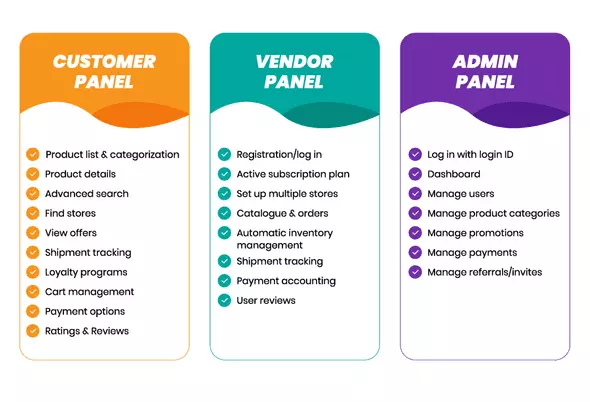 CUSTOMER
PANEL
Product list & categorization
Product details
Advanced search
Find stores
View offers
Shipment tracking
Loyalty programs
Cart management
Payment options
Ratings & Reviews
VENDOR
PANEL
Registration/log in
Active subscription plan
Set up multiple stores
Catalogue & orders
Automatic inventory
management
Shipment tracking
Payment accounting
User reviews
ADMIN
PANEL
Log in with login ID
Dashboard
Manage users
Manage product categories
Manage promotions
Manage payments
Manage referrals/invites